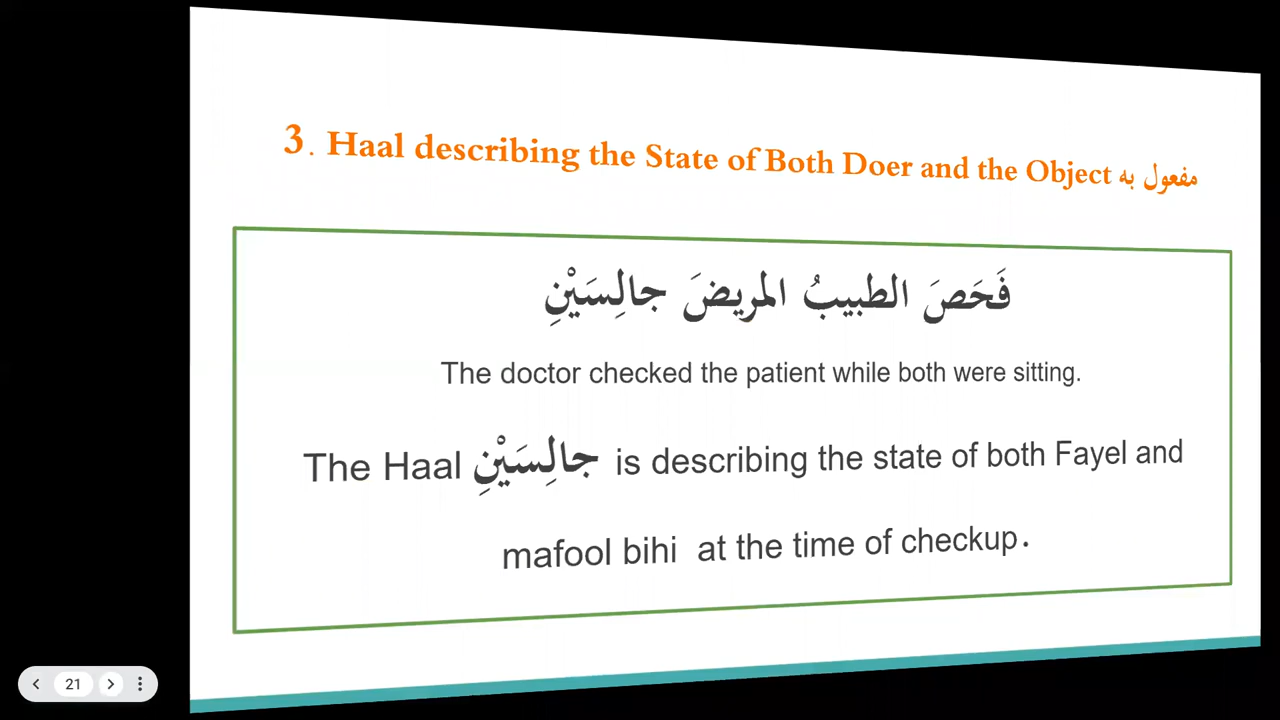 3. Haal describing the State of Both Doer and the Object مفعول به
فَحَصَ الطبيبُ المريضَ جالِسَيْنِ
The doctor checked the patient while both were sitting.
The Haal جالِسَيْنِ is describing the state of both Fayel and
mafool bihi at the time of checkup.
21